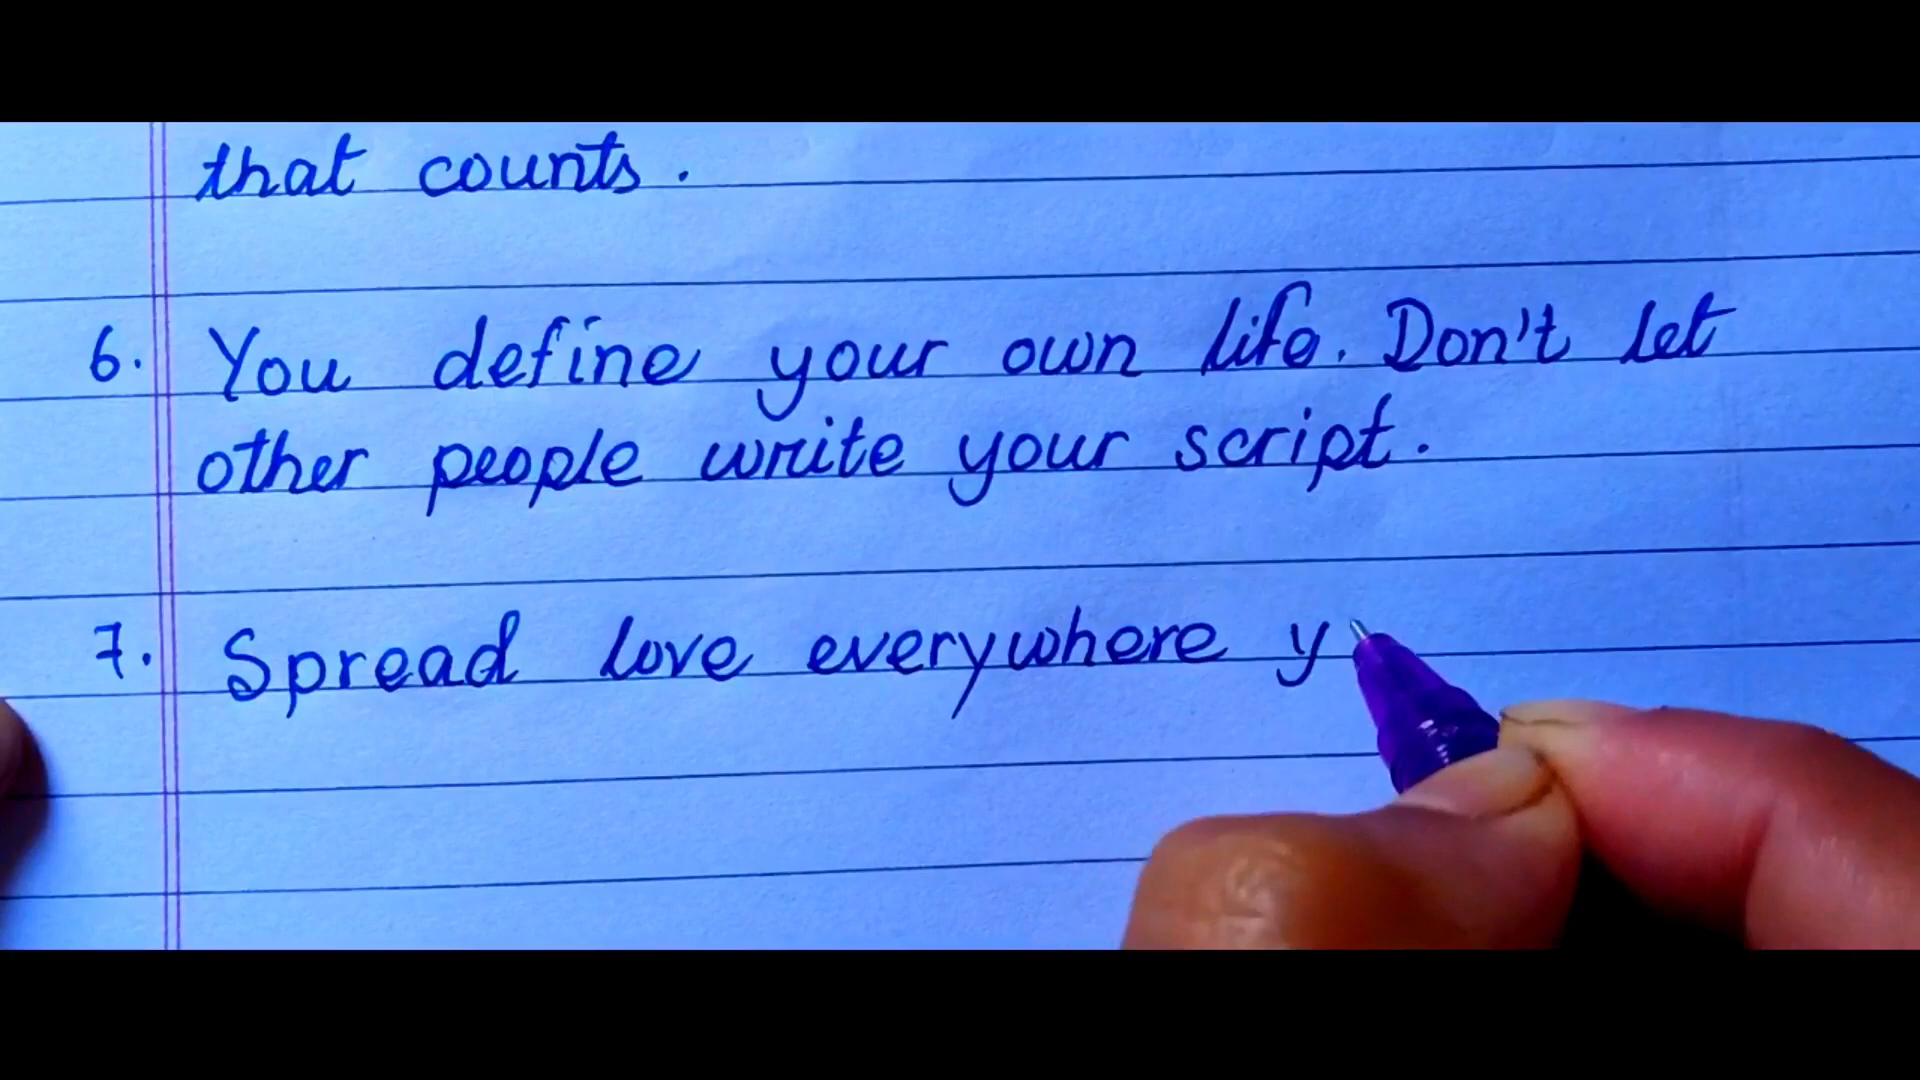 that counts.
6. You define your own life. Don't let
other people write your script.
7. Spread love everywhere y